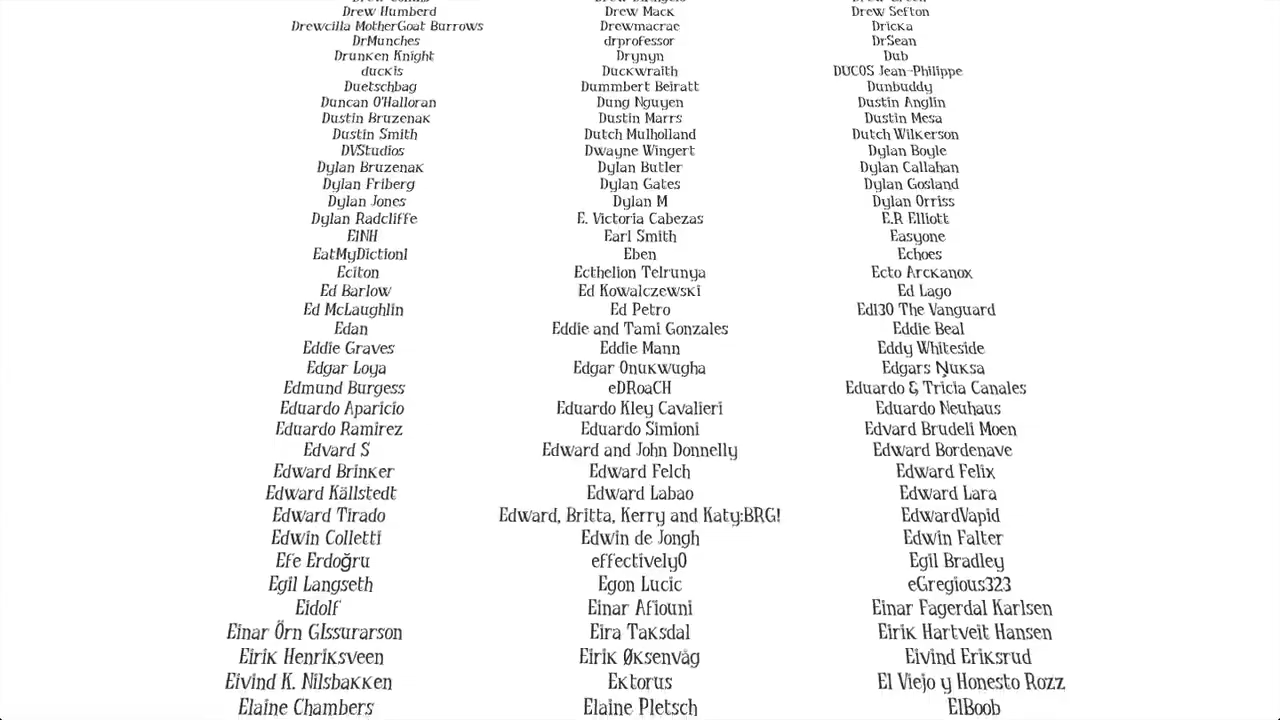 Drew Humberd Drew Mack Drew Sefton
Drewcilla MotherGoat Burrows Drewmacrae Dricka
DrMunches drprofessor DrSean
Drunken Knight Drynyn Dub
duckis Duckwraith DUCOS Jean-Philippe
Duetschbag Dummbert Beiratt Dunbuddy
Duncan O'Halloran Dung Nguyen Dustin Anglin
Dustin Bruzenak Dustin Marrs Dustin Mesa
Dustin Smith Dutch Mulholland Dutch Wilkerson
DVStudios Dwayne Wingert Dylan Boyle
Dylan Bruzenak Dylan Butler Dylan Callahan
Dylan Friberg Dylan Gates Dylan Gosland
Dylan Jones Dylan M Dylan Orriss
Dylan Radcliffe E. Victoria Cabezas E.R Elliott
E1NH Earl Smith Easyone
EatMyDiction1 Eben Echoes
Eciton Ecthelion Telrunya Ecto Arckanox
Ed Barlow Ed Kowalczewski Ed Lago
Ed McLaughlin Ed Petro Ed130 The Vanguard
Edan Eddie and Tami Gonzales Eddie Beal
Eddie Graves Eddie Mann Eddy Whiteside
Edgar Loya Edgar Onukwugha Edgars Ņuksa
Edmund Burgess eDRoaCH Eduardo & Tricia Canales
Eduardo Aparicio Eduardo Kley Cavalieri Eduardo Neuhaus
Eduardo Ramirez Eduardo Simioni Edvard Brudeli Moen
Edvard S Edward and John Donnelly Edward Bordenave
Edward Brinker Edward Felch Edward Felix
Edward Källstedt Edward Labao Edward Lara
Edward Tirado Edward, Britta, Kerry and Katy:BRG! EdwardVapid
Edwin Colletti Edwin de Jongh Edwin Falter
Efe Erdoğru effectively0 Egil Bradley
Egil Langseth Egon Lucic eGregious323
Eidolf Einar Afiouni Einar Fagerdal Karlsen
Einar Örn GIssurarson Eira Taksdal Eirik Hartveit Hansen
Eirik Henriksveen Eirik Øksenvåg Eivind Eriksrud
Eivind K. Nilsbakken Ektorus El Viejo y Honesto Rozz
Elaine Chambers Elaine Pletsch ElBoob